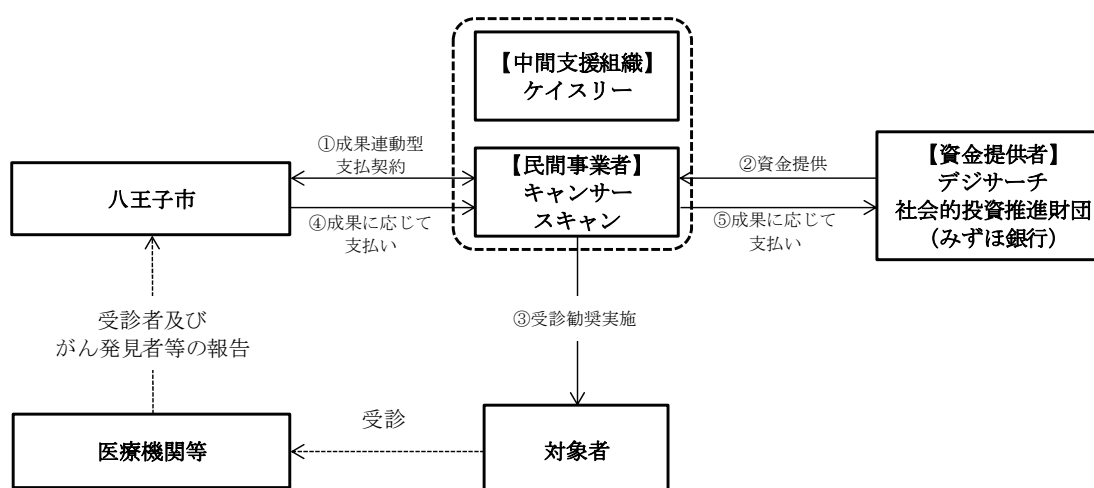 【中間支援組織】
ケイスリー
①成果連動型
支払契約
八王子市
【民間事業者】
キャンサー
スキャン
②資金提供
【資金提供者】
デジサーチ
社会的投資推進財団
（みずほ銀行）
④成果に応じて
支払い
⑤成果に応じて
支払い
受診者及び
がん発見者等の報告
③受診勧奨実施
医療機関等
受診
対象者